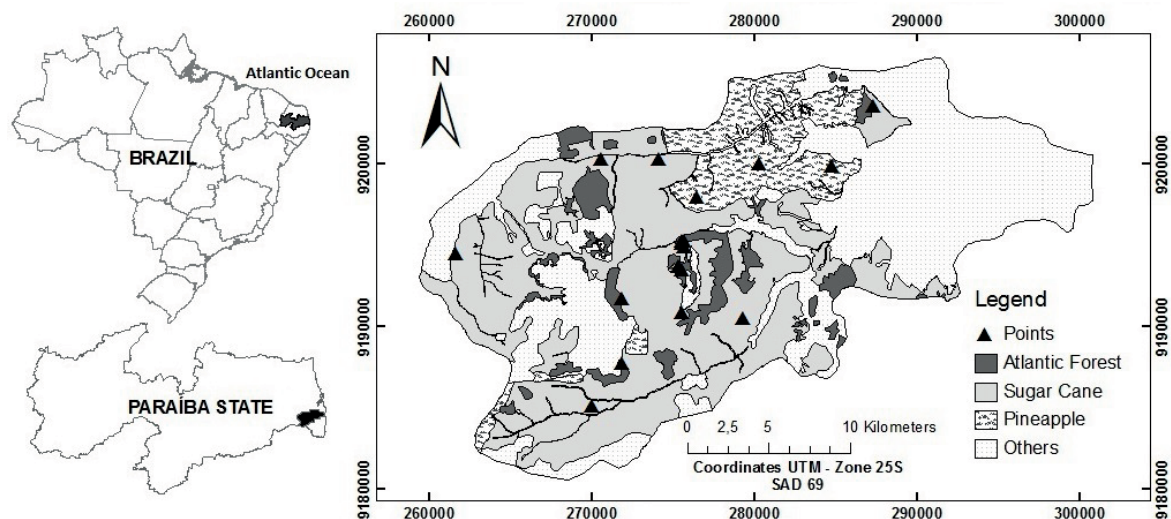 Atlantic Ocean
BRAZIL
PARAÍBA STATE
260000 270000 280000 290000 300000
N
9200000
9200000
9190000
9190000
9180000
9180000
Legend
Points
Atlantic Forest
Sugar Cane
Pineapple
Others
0 2,5 5 10 Kilometers
Coordinates UTM - Zone 25S
SAD 69
260000 270000 280000 290000 300000